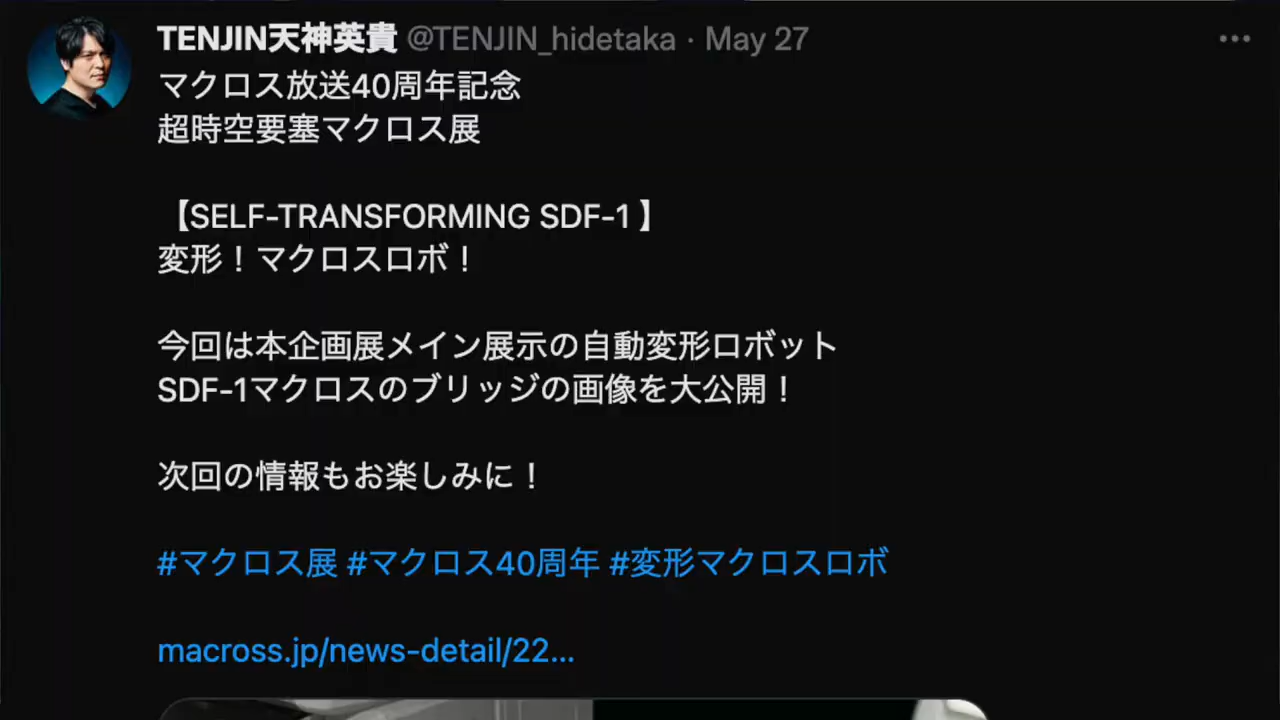 TENJIN天神英貴 @TENJIN_hidetaka · May 27
マクロス放送40周年記念
超時空要塞マクロス展
【SELF-TRANSFORMING SDF-1 】
変形！マクロスロボ！
今回は本企画展メイン展示の自動変形ロボット
SDF-1マクロスのブリッジの画像を大公開！
次回の情報もお楽しみに！
#マクロス展 #マクロス40周年 #変形マクロスロボ
macross.jp/news-detail/22...